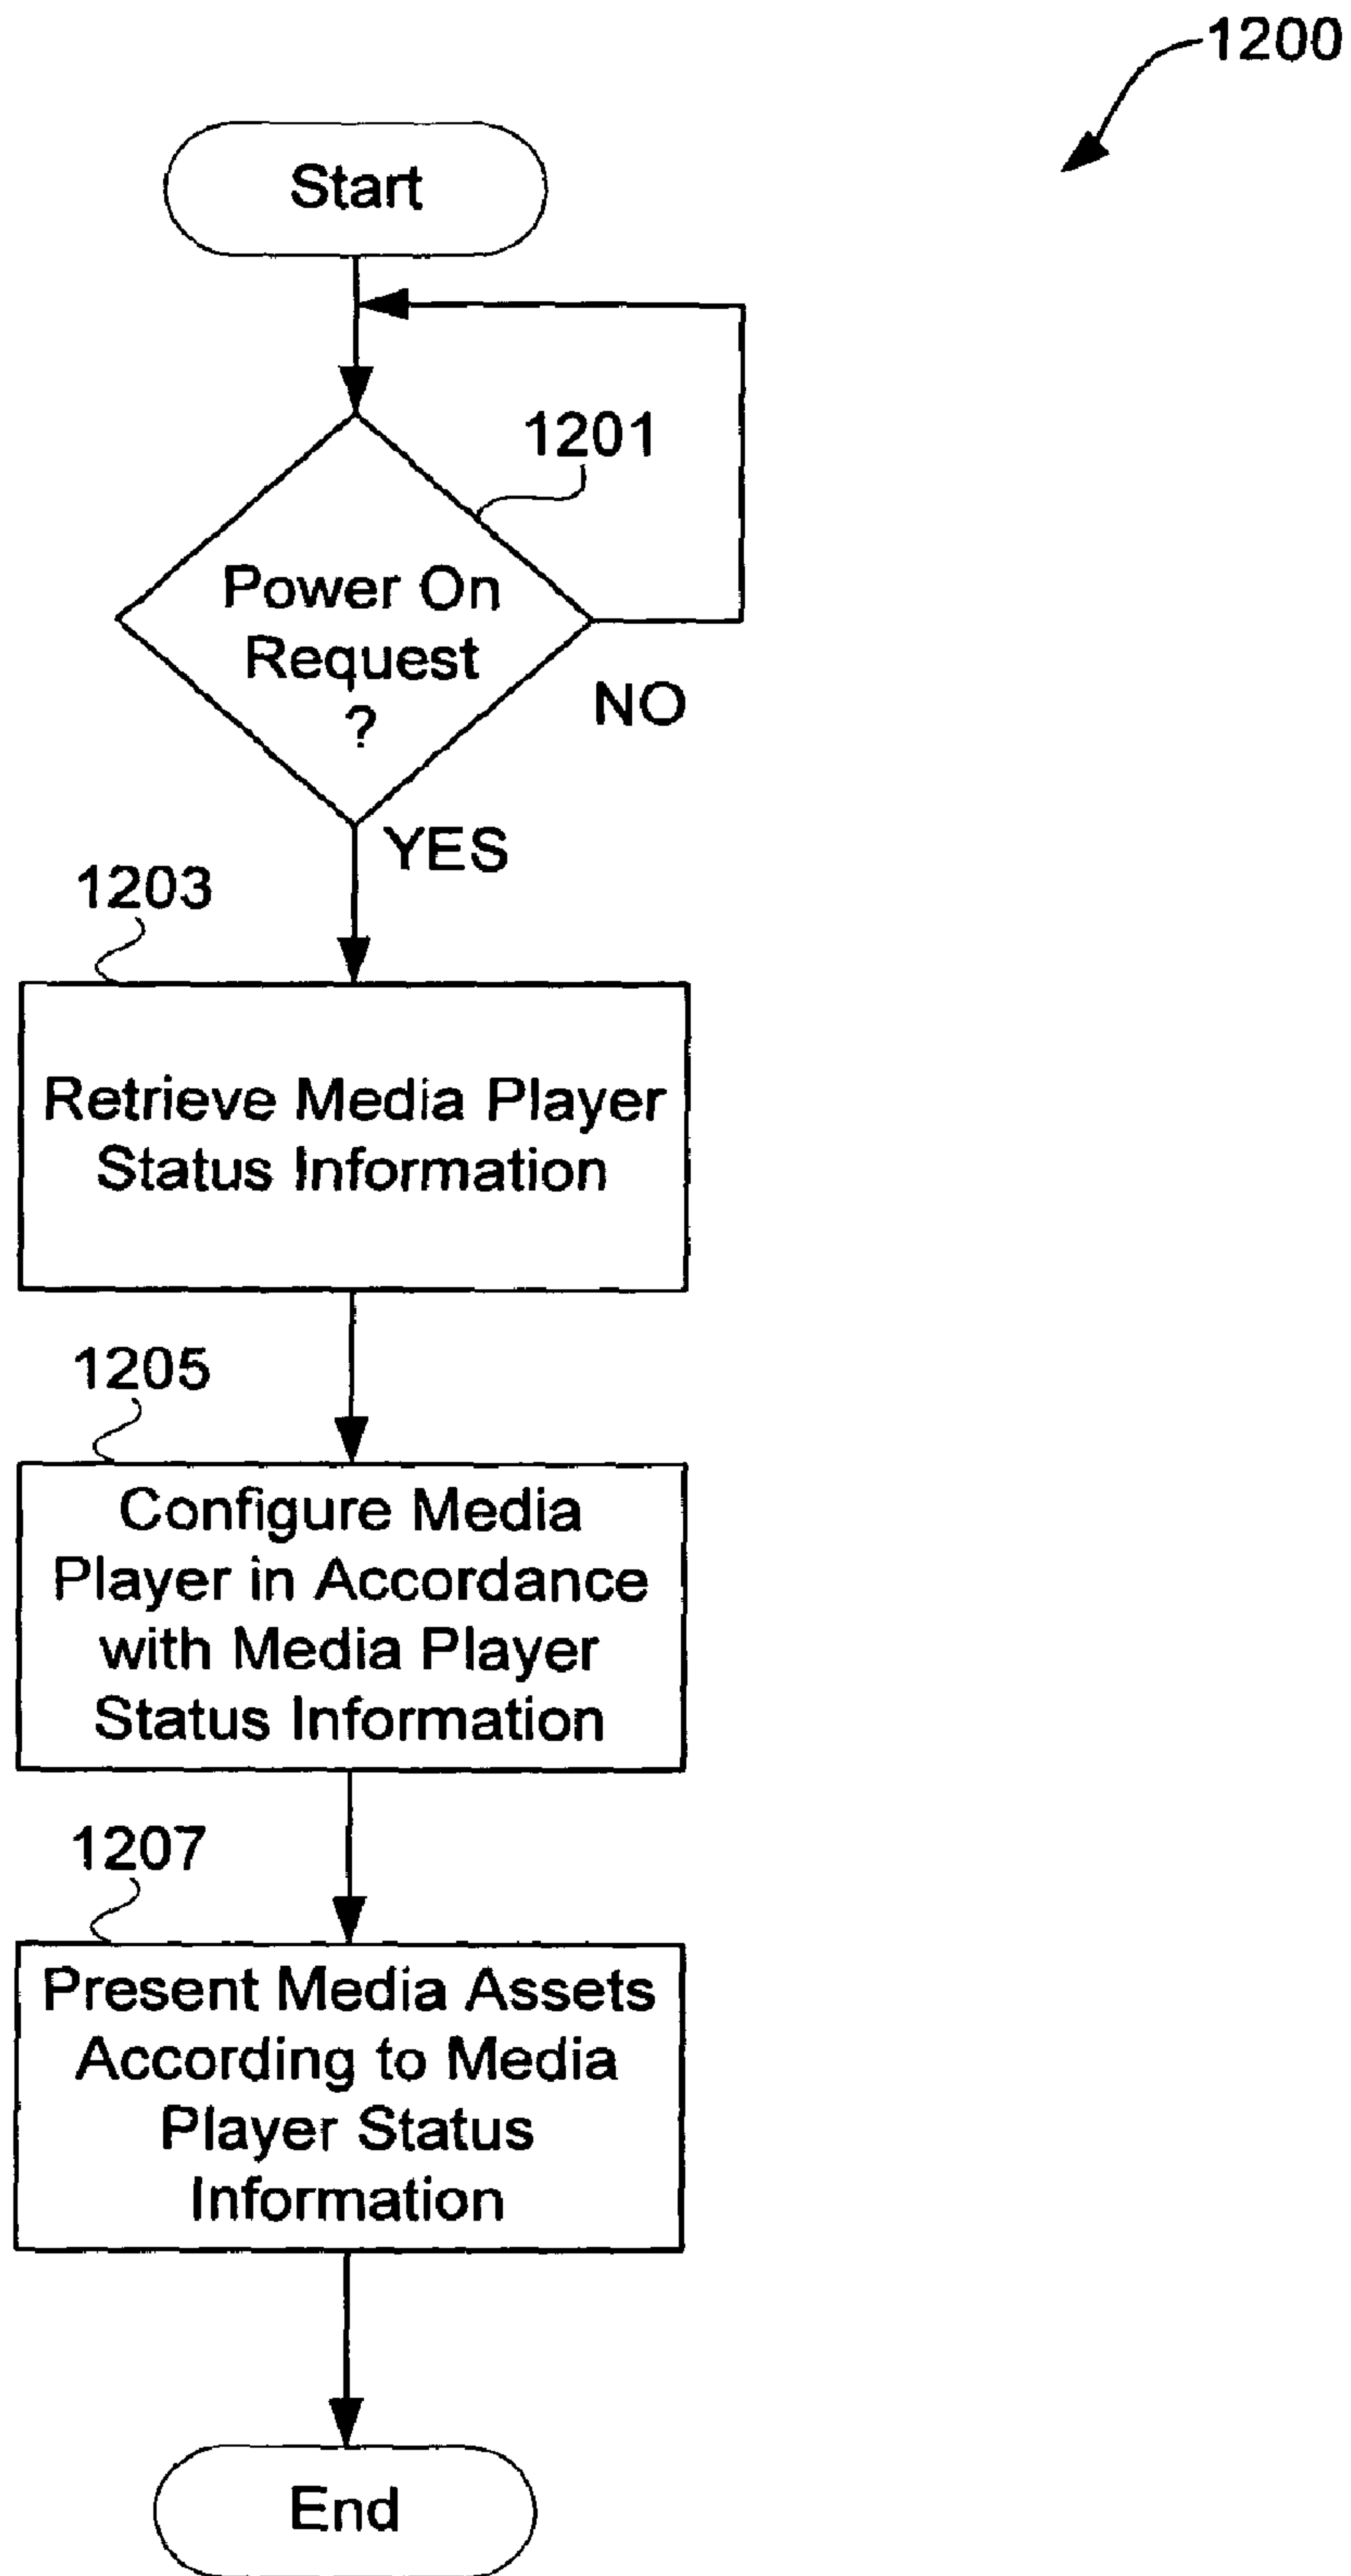 1200
Start
1201
Power On
Request
?
NO
YES
1203
Retrieve Media Player
Status Information
1205
Configure Media
Player in Accordance
with Media Player
Status Information
1207
Present Media Assets
According to Media
Player Status
Information
End